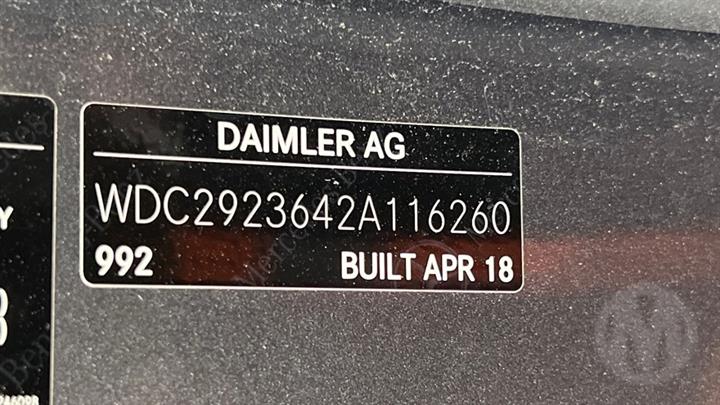 DAIMLER AG
WDC2923642A116260
992 BUILT APR 18
Y